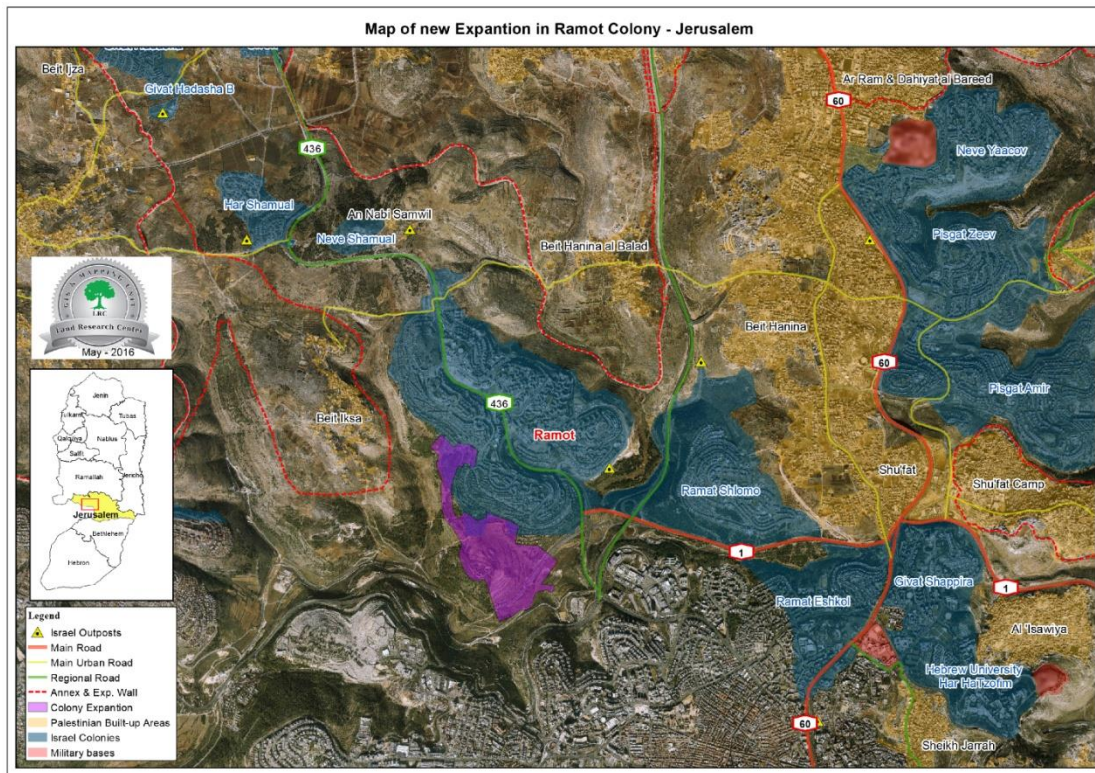 Map of new Expantion in Ramot Colony - Jerusalem
Beit Ijza
Givat Hadasha B
436
60
Ar Ram & Dahiyat al Bareed
Neve Yaacov
Har Shamual
An Nabi Samwil
Neve Shamual
Beit Hanina al Balad
Pisgat Zeev
GIS & MAPPING UNIT
LRC
Land Research Center
May - 2016
Beit Hanina
60
Pisgat Amir
Beit Iksa
436
Ramot
Shu'fat
Shu'fat Camp
Ramat Shlomo
1
Givat Shappira
Ramat Eshkol
1
Al 'Isawiya
Hebrew University
Har HaTzofim
60
Sheikh Jarrah
Jenin
Tulkarm
Tubas
Qalqilya
Nablus
Salfit
Ramallah
Jericho
Jerusalem
Bethlehem
Hebron
Legend
Israel Outposts
Main Road
Main Urban Road
Regional Road
Annex & Exp. Wall
Colony Expantion
Palestinian Built-up Areas
Israel Colonies
Military bases